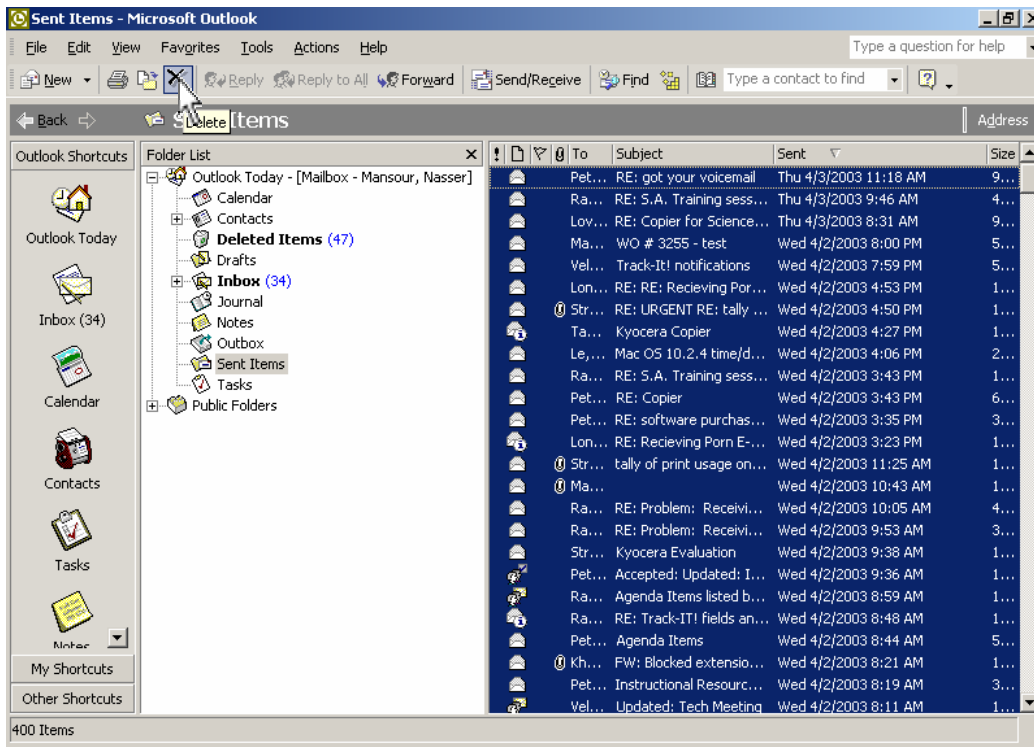 Sent Items - Microsoft Outlook
File Edit View Favorites Tools Actions Help Type a question for help
New Reply Reply to All Forward Send/Receive Find Type a contact to find
Back S Items Address
Delete
Outlook Shortcuts
Outlook Today
Inbox (34)
Calendar
Contacts
Tasks
Notes
My Shortcuts
Other Shortcuts
Folder List
Outlook Today - [Mailbox - Mansour, Nasser]
Calendar
Contacts
Deleted Items (47)
Drafts
Inbox (34)
Journal
Notes
Outbox
Sent Items
Tasks
Public Folders
! To Subject Sent Size
Pet... RE: got your voicemail Thu 4/3/2003 11:18 AM 9...
Ra... RE: S.A. Training sess... Thu 4/3/2003 9:46 AM 4...
Lov... RE: Copier for Science... Thu 4/3/2003 8:31 AM 9...
Ma... WO # 3255 - test Wed 4/2/2003 8:00 PM 5...
Vel... Track-It! notifications Wed 4/2/2003 7:59 PM 5...
Lon... RE: RE: Recieving Por... Wed 4/2/2003 4:53 PM 1...
Str... RE: URGENT RE: tally ... Wed 4/2/2003 4:50 PM 1...
Ta... Kyocera Copier Wed 4/2/2003 4:27 PM 1...
Le,... Mac OS 10.2.4 time/d... Wed 4/2/2003 4:06 PM 2...
Ra... RE: S.A. Training sess... Wed 4/2/2003 3:43 PM 1...
Pet... RE: Copier Wed 4/2/2003 3:43 PM 6...
Pet... RE: software purchas... Wed 4/2/2003 3:35 PM 3...
Lon... RE: Recieving Porn E-... Wed 4/2/2003 3:23 PM 1...
Str... tally of print usage on... Wed 4/2/2003 11:25 AM 1...
Ma... Wed 4/2/2003 10:43 AM 1...
Ra... RE: Problem: Receivi... Wed 4/2/2003 10:05 AM 4...
Ra... RE: Problem: Receivi... Wed 4/2/2003 9:53 AM 3...
Str... Kyocera Evaluation Wed 4/2/2003 9:38 AM 1...
Pet... Accepted: Updated: I... Wed 4/2/2003 9:36 AM 1...
Ra... Agenda Items listed b... Wed 4/2/2003 8:59 AM 1...
Ra... RE: Track-IT! fields an... Wed 4/2/2003 8:48 AM 1...
Pet... Agenda Items Wed 4/2/2003 8:44 AM 5...
Kh... FW: Blocked extensio... Wed 4/2/2003 8:21 AM 1...
Pet... Instructional Resourc... Wed 4/2/2003 8:19 AM 3...
Vel... Updated: Tech Meeting Wed 4/2/2003 8:11 AM 1...
400 Items